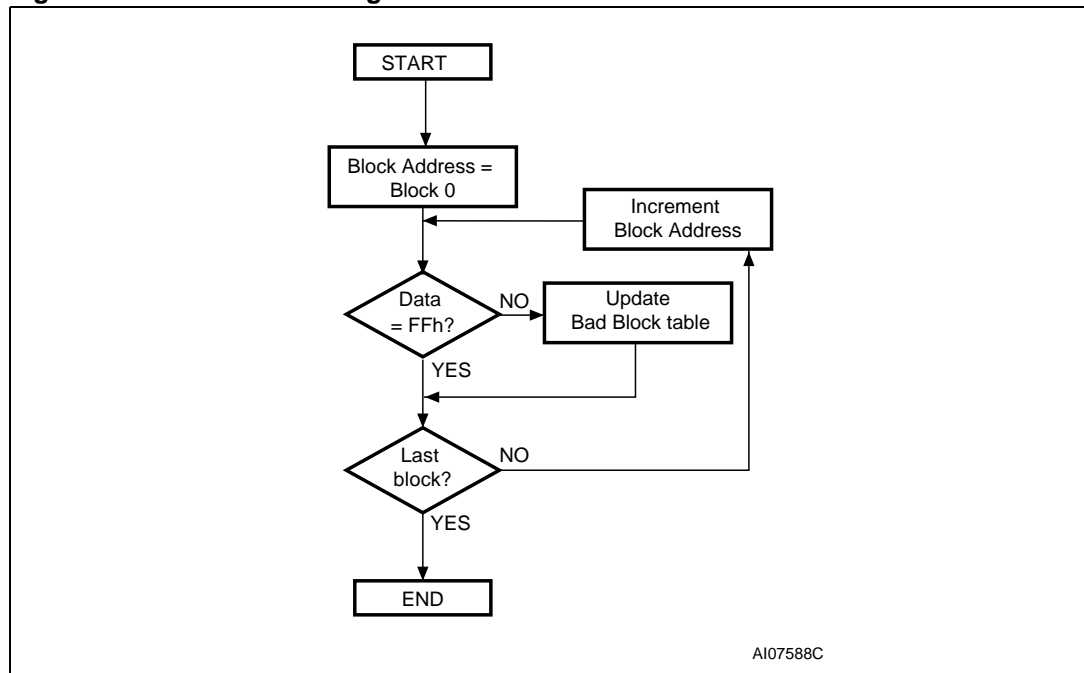 START
Block Address =
Block 0
Increment
Block Address
Data
= FFh?
NO
Update
Bad Block table
YES
Last
block?
NO
YES
END
AI07588C